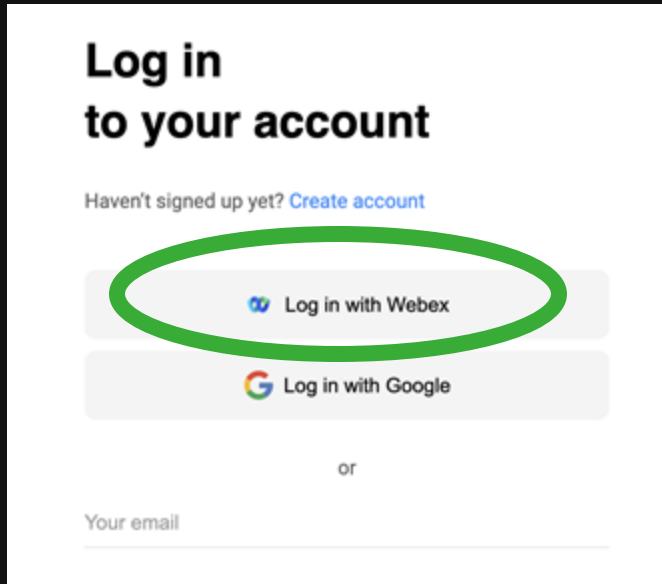 Log in
to your account
Haven't signed up yet? Create account
Log in with Webex
Log in with Google
or
Your email